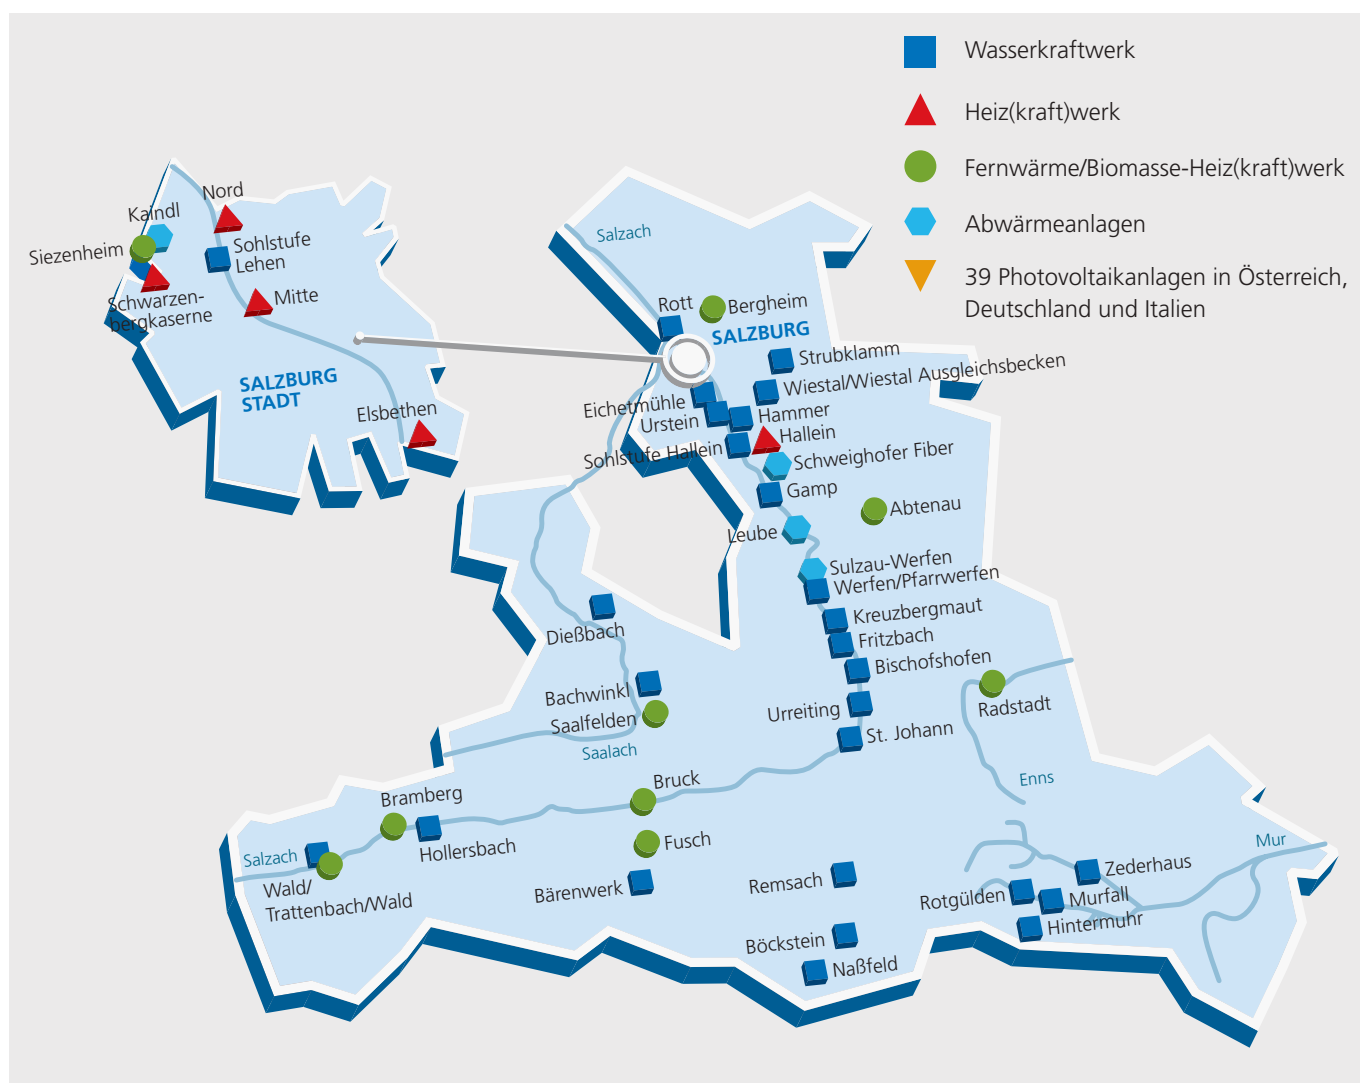 Wasserkraftwerk
Heiz(kraft)werk
Fernwärme/Biomasse-Heiz(kraft)werk
Abwärmeanlagen
39 Photovoltaikanlagen in Österreich,
Deutschland und Italien
Nord
Kaindl
Siezenheim
Sohlstufe
Lehen
Schwarzen-
bergkaserne
Mitte
SALZBURG
STADT
Elsbethen
Salzach
Rott
Bergheim
SALZBURG
Strubklamm
Wiestal/Wiestal Ausgleichsbecken
Eichetmühle
Urstein
Hammer
Hallein
Sohlstufe Hallein
Schweighofer Fiber
Gamp
Abtenau
Leube
Sulzau-Werfen
Werfen/Pfarrwerfen
Kreuzbergmaut
Fritzbach
Dießbach
Bischofshofen
Bachwinkl
Saalfelden
Urreiting
Radstadt
St. Johann
Saalach
Enns
Bruck
Bramberg
Hollersbach
Fusch
Salzach
Wald/
Trattenbach/Wald
Bärenwerk
Remsach
Mur
Zederhaus
Rotgülden
Murfall
Hintermuhr
Böckstein
Naßfeld